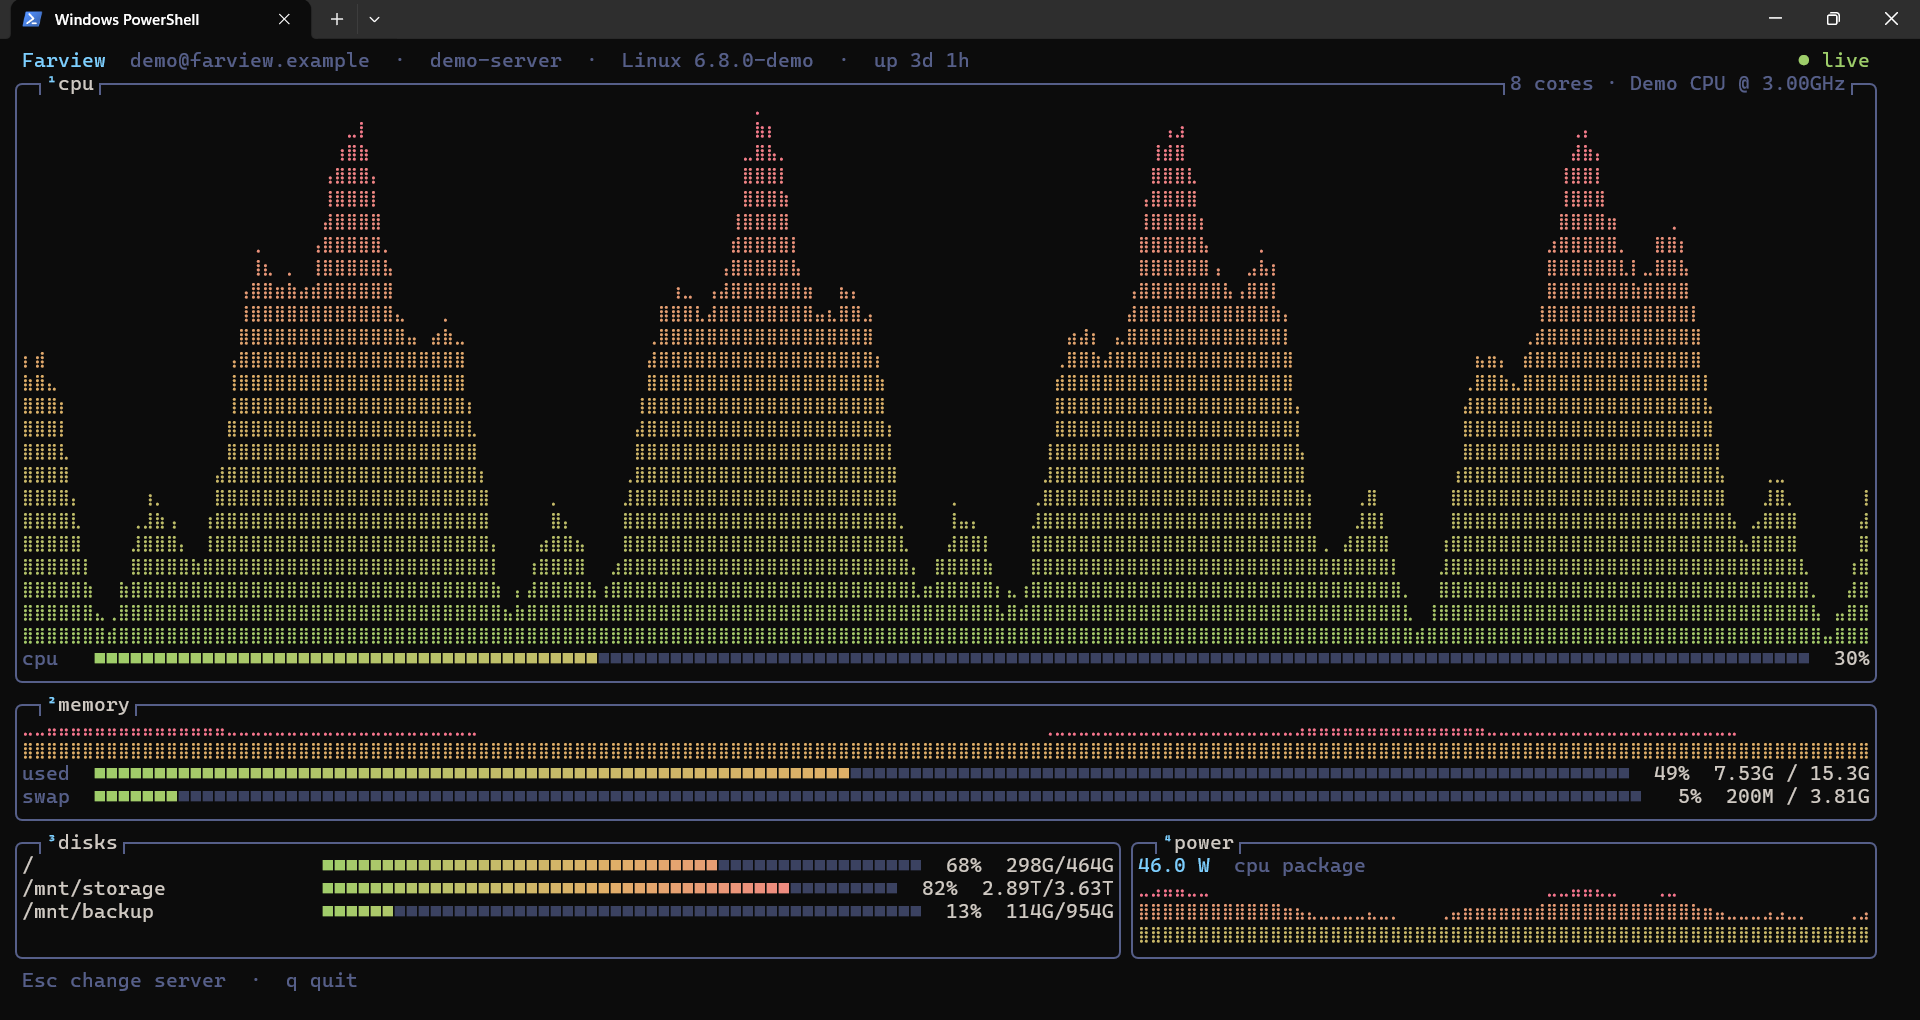 Windows PowerShell
Farview demo@farview.example · demo-server · Linux 6.8.0-demo · up 3d 1h ● live
¹cpu 8 cores · Demo CPU @ 3.00GHz
cpu 30%
²memory
used 49% 7.53G / 15.3G
swap 5% 200M / 3.81G
³disks
/ 68% 298G/464G
/mnt/storage 82% 2.89T/3.63T
/mnt/backup 13% 114G/954G
⁴power
46.0 W cpu package
Esc change server · q quit